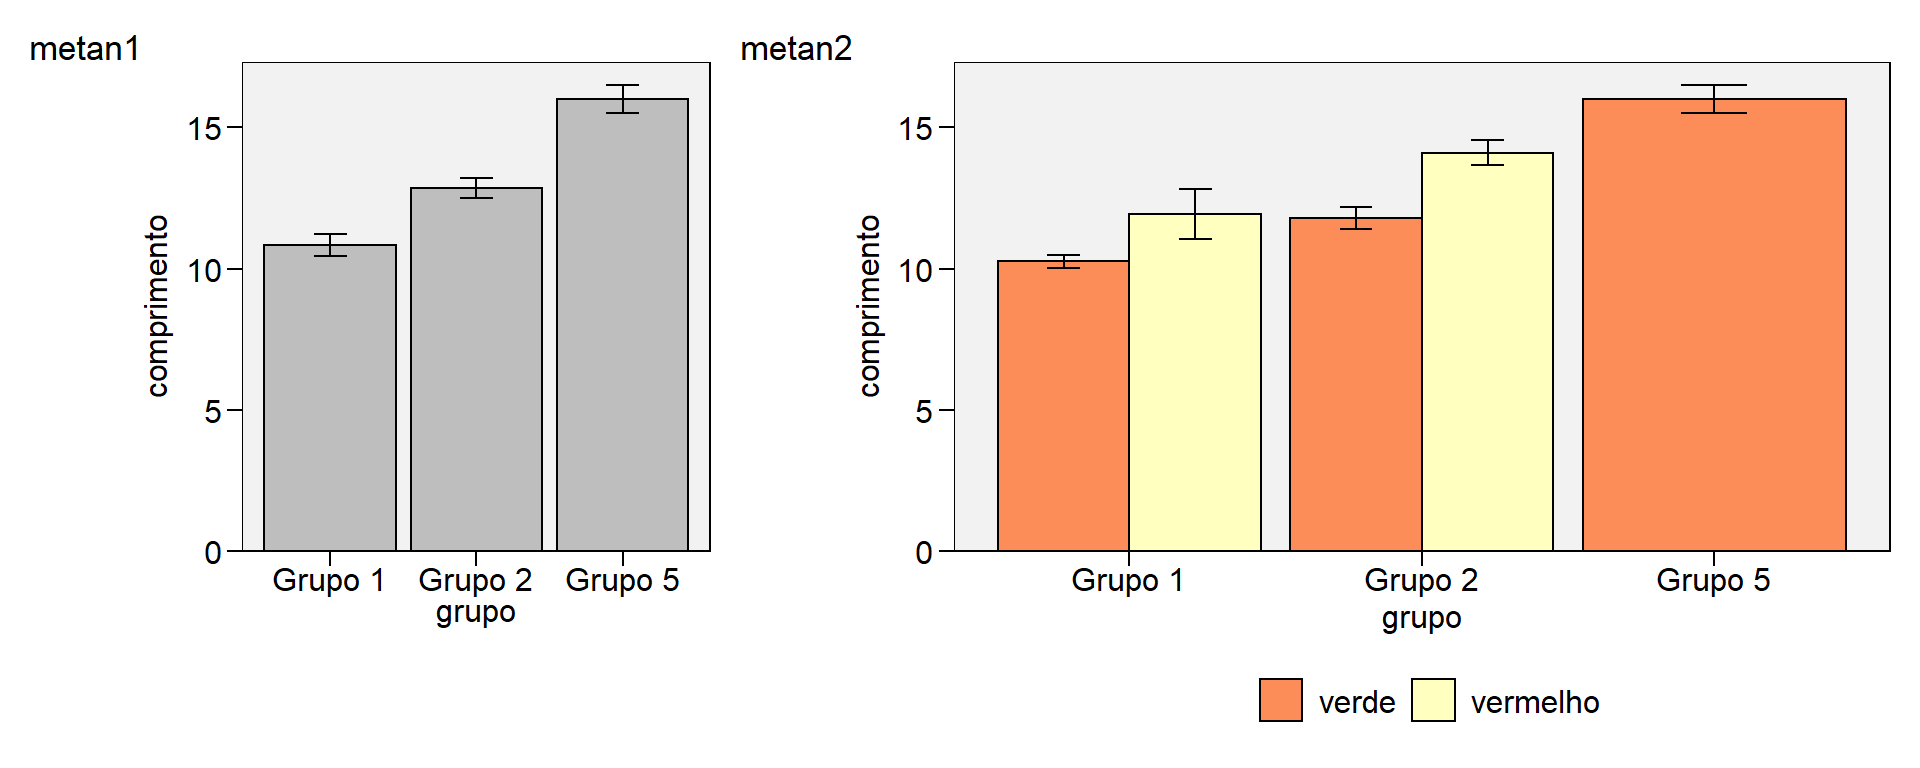 metan1
15
10
5
0
comprimento
Grupo 1 Grupo 2 Grupo 5
grupo
metan2
15
10
5
0
comprimento
Grupo 1 Grupo 2 Grupo 5
grupo
verde vermelho